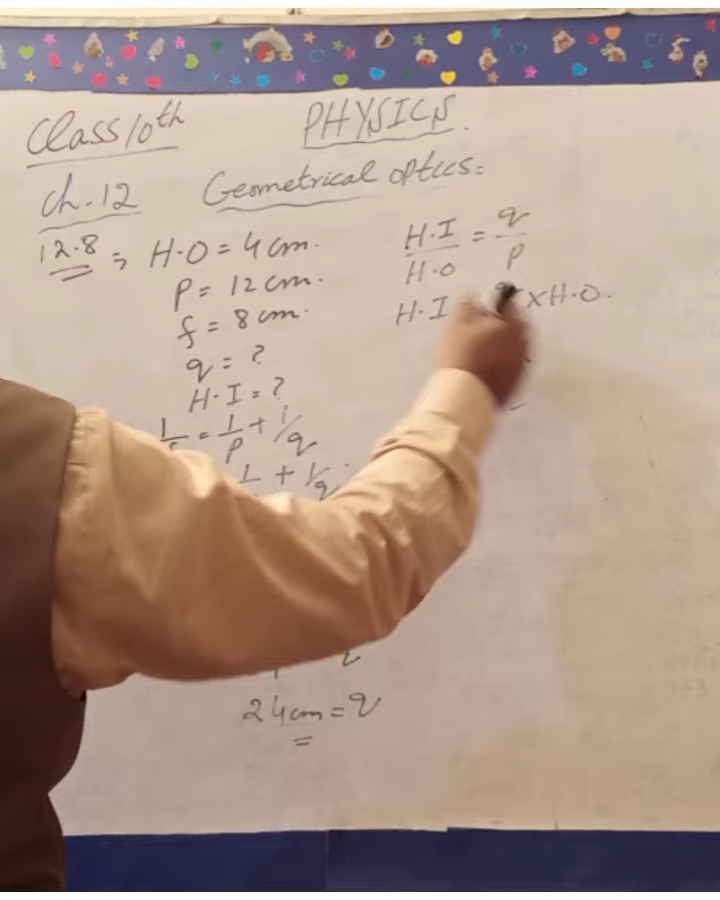 Class 10th
PHYSICS.
Ch. 12
Geometrical optics:
12.8 ⇒ H.O = 4 cm.
P = 12 cm.
f = 8 cm.
q = ?
H.I = ?
= 1/P + 1/q
+ 1/q
24 cm = q
H.I/H.O = q/P
H.I
× H.O.